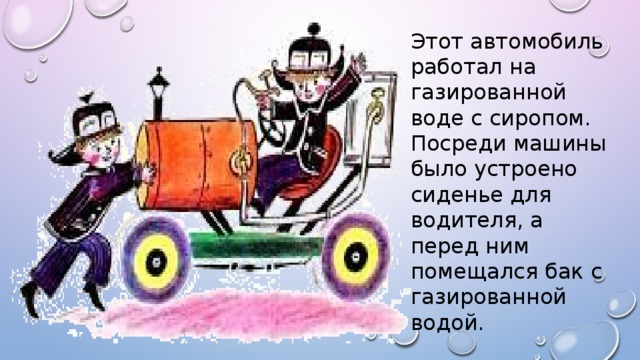 Этот автомобиль
работал на
газированной
воде с сиропом.
Посреди машины
было устроено
сиденье для
водителя, а
перед ним
помещался бак с
газированной
водой.